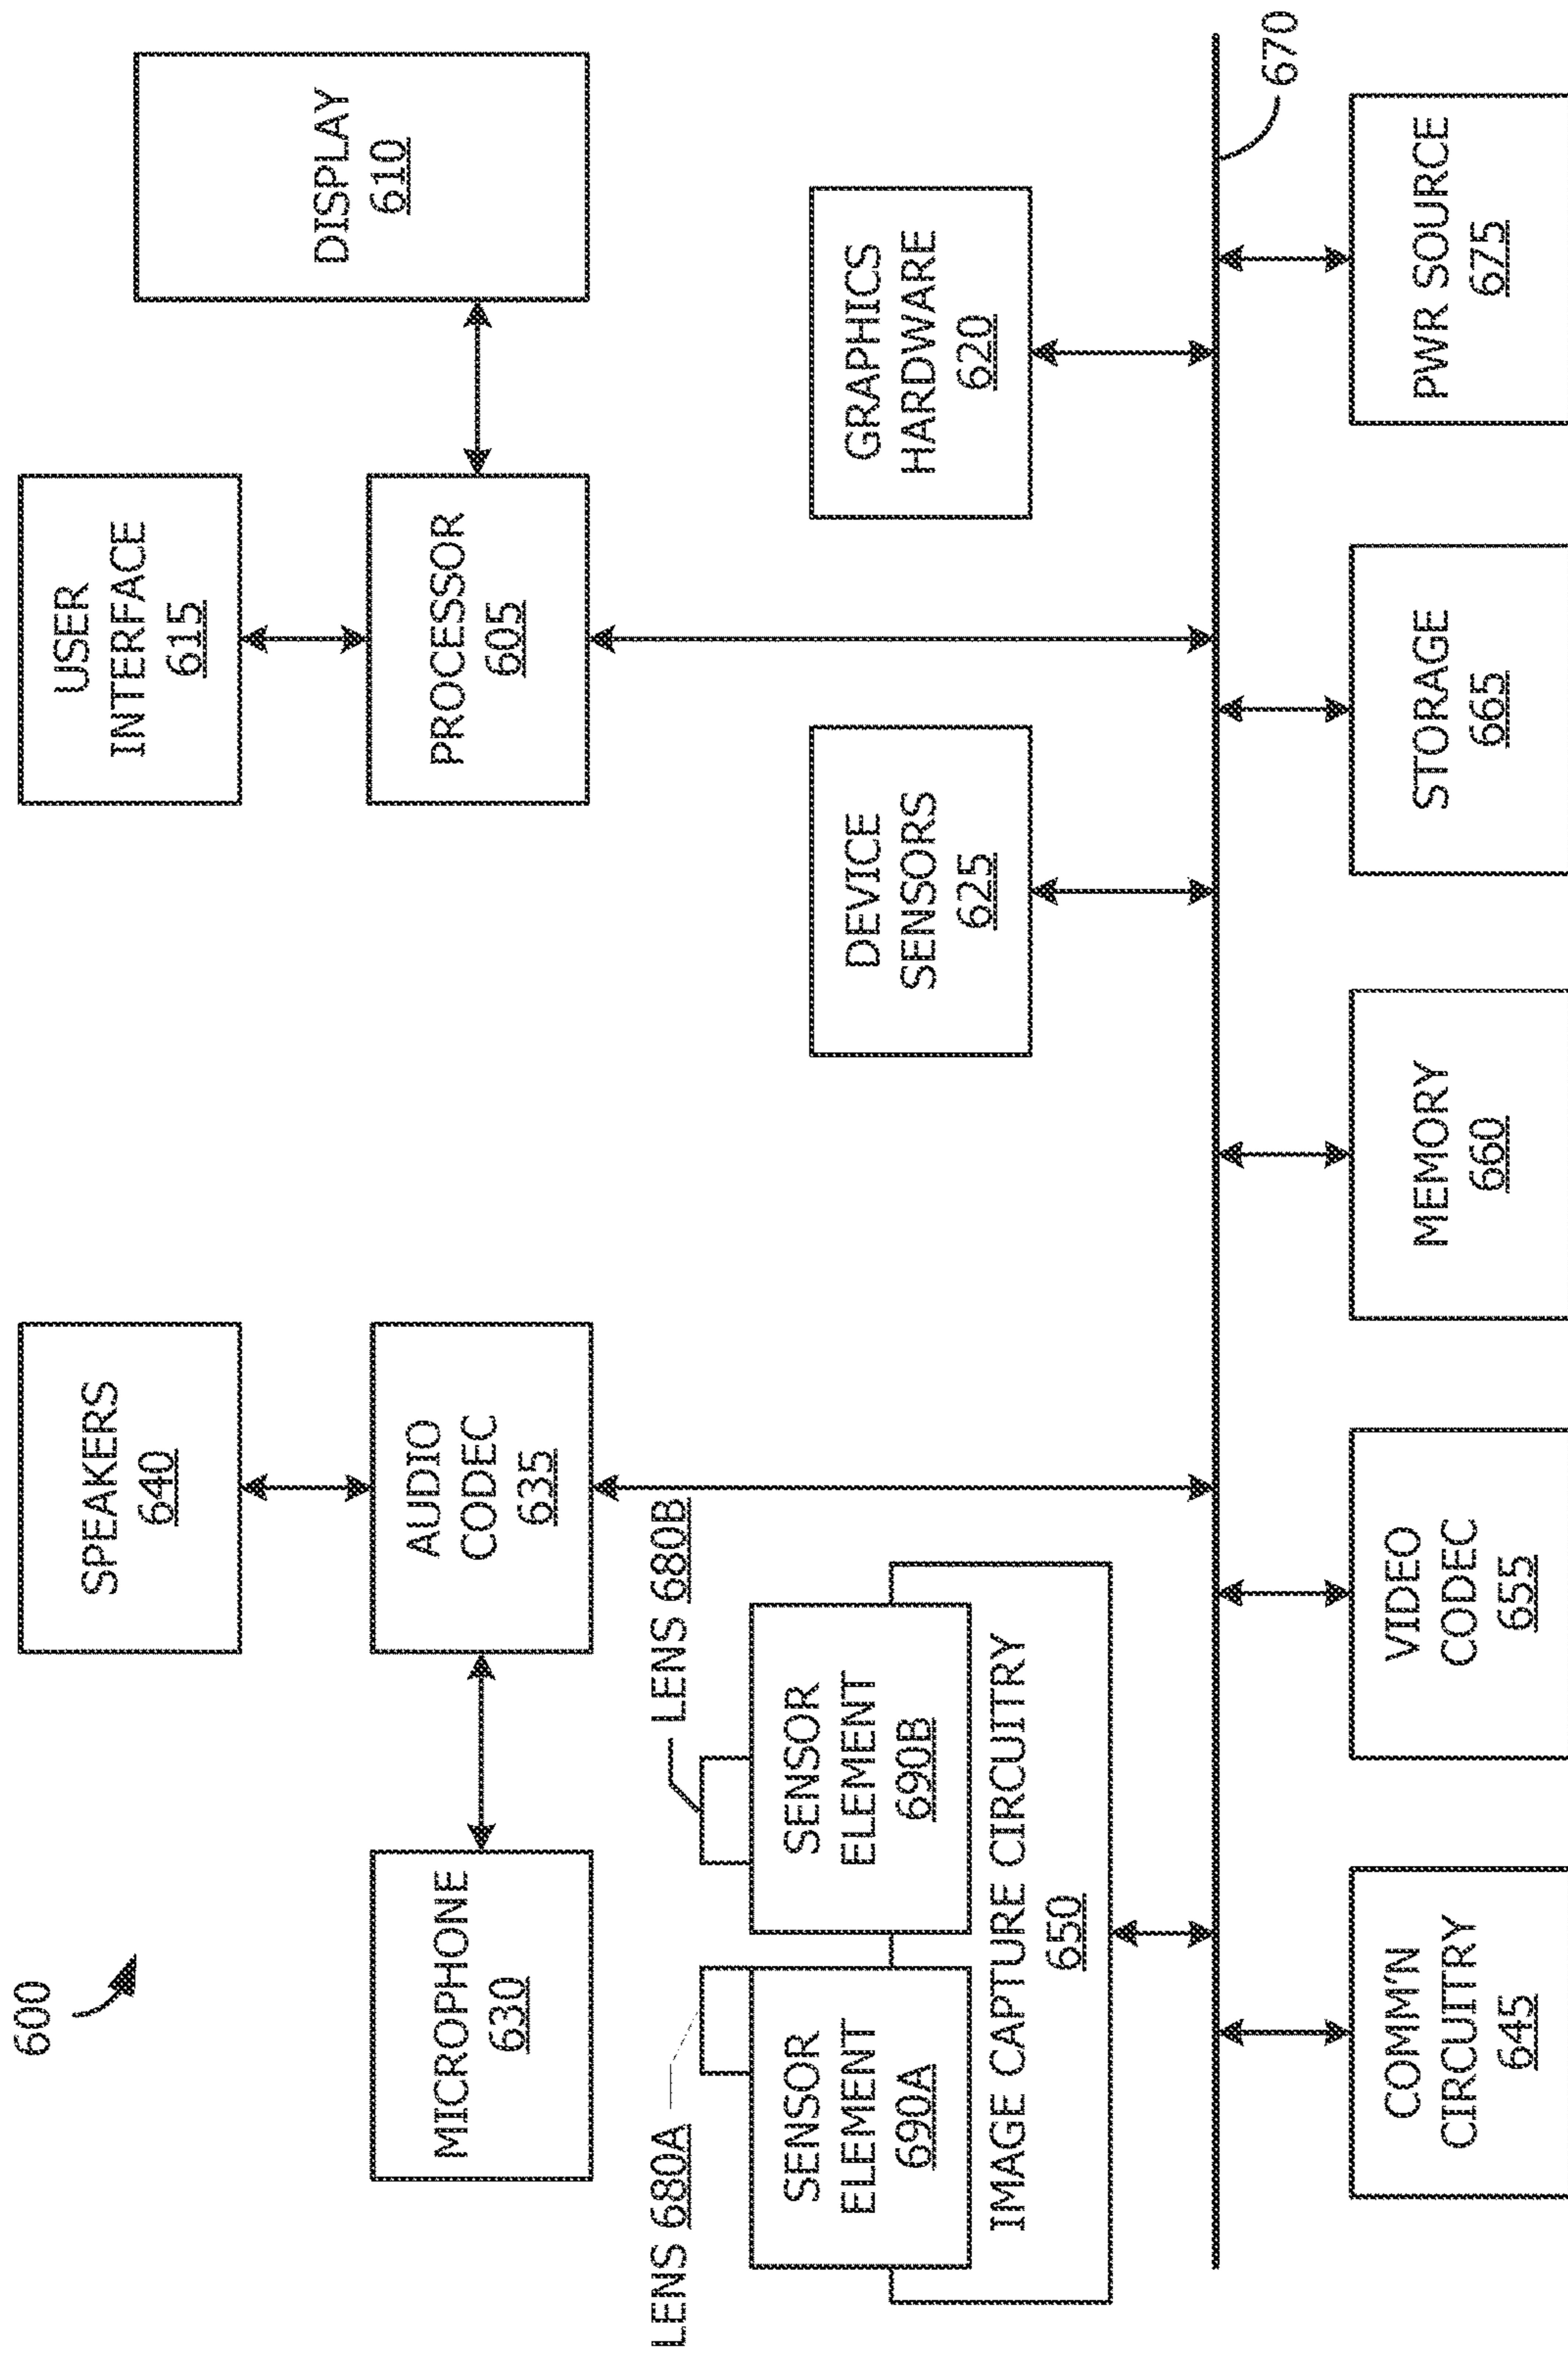 600
SPEAKERS
640
USER
INTERFACE
615
MICROPHONE
630
AUDIO
CODEC
635
PROCESSOR
605
DISPLAY
610
LENS 680A
LENS 680B
SENSOR
ELEMENT
690A
SENSOR
ELEMENT
690B
IMAGE CAPTURE CIRCUITRY
650
DEVICE
SENSORS
625
GRAPHICS
HARDWARE
620
670
COMM'N
CIRCUITRY
645
VIDEO
CODEC
655
MEMORY
660
STORAGE
665
PWR SOURCE
675